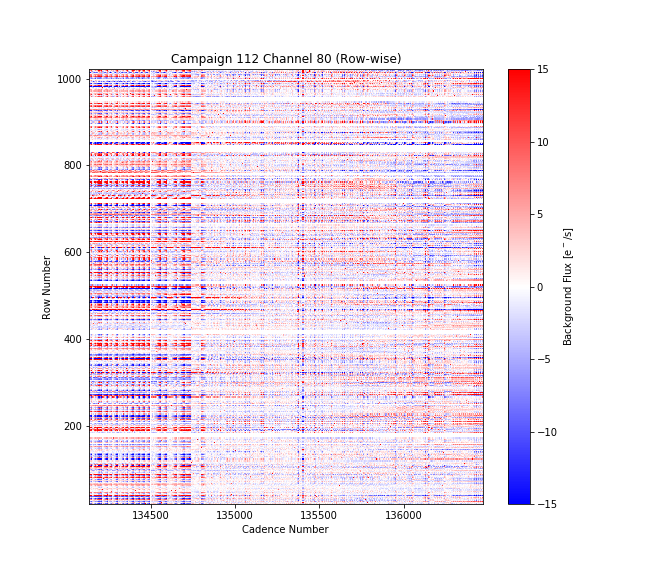 Campaign 112 Channel 80 (Row-wise)
1000
800
600
400
200
Row Number
134500 135000 135500 136000
Cadence Number
15
10
5
0
−5
−10
−15
Background Flux [e⁻/s]